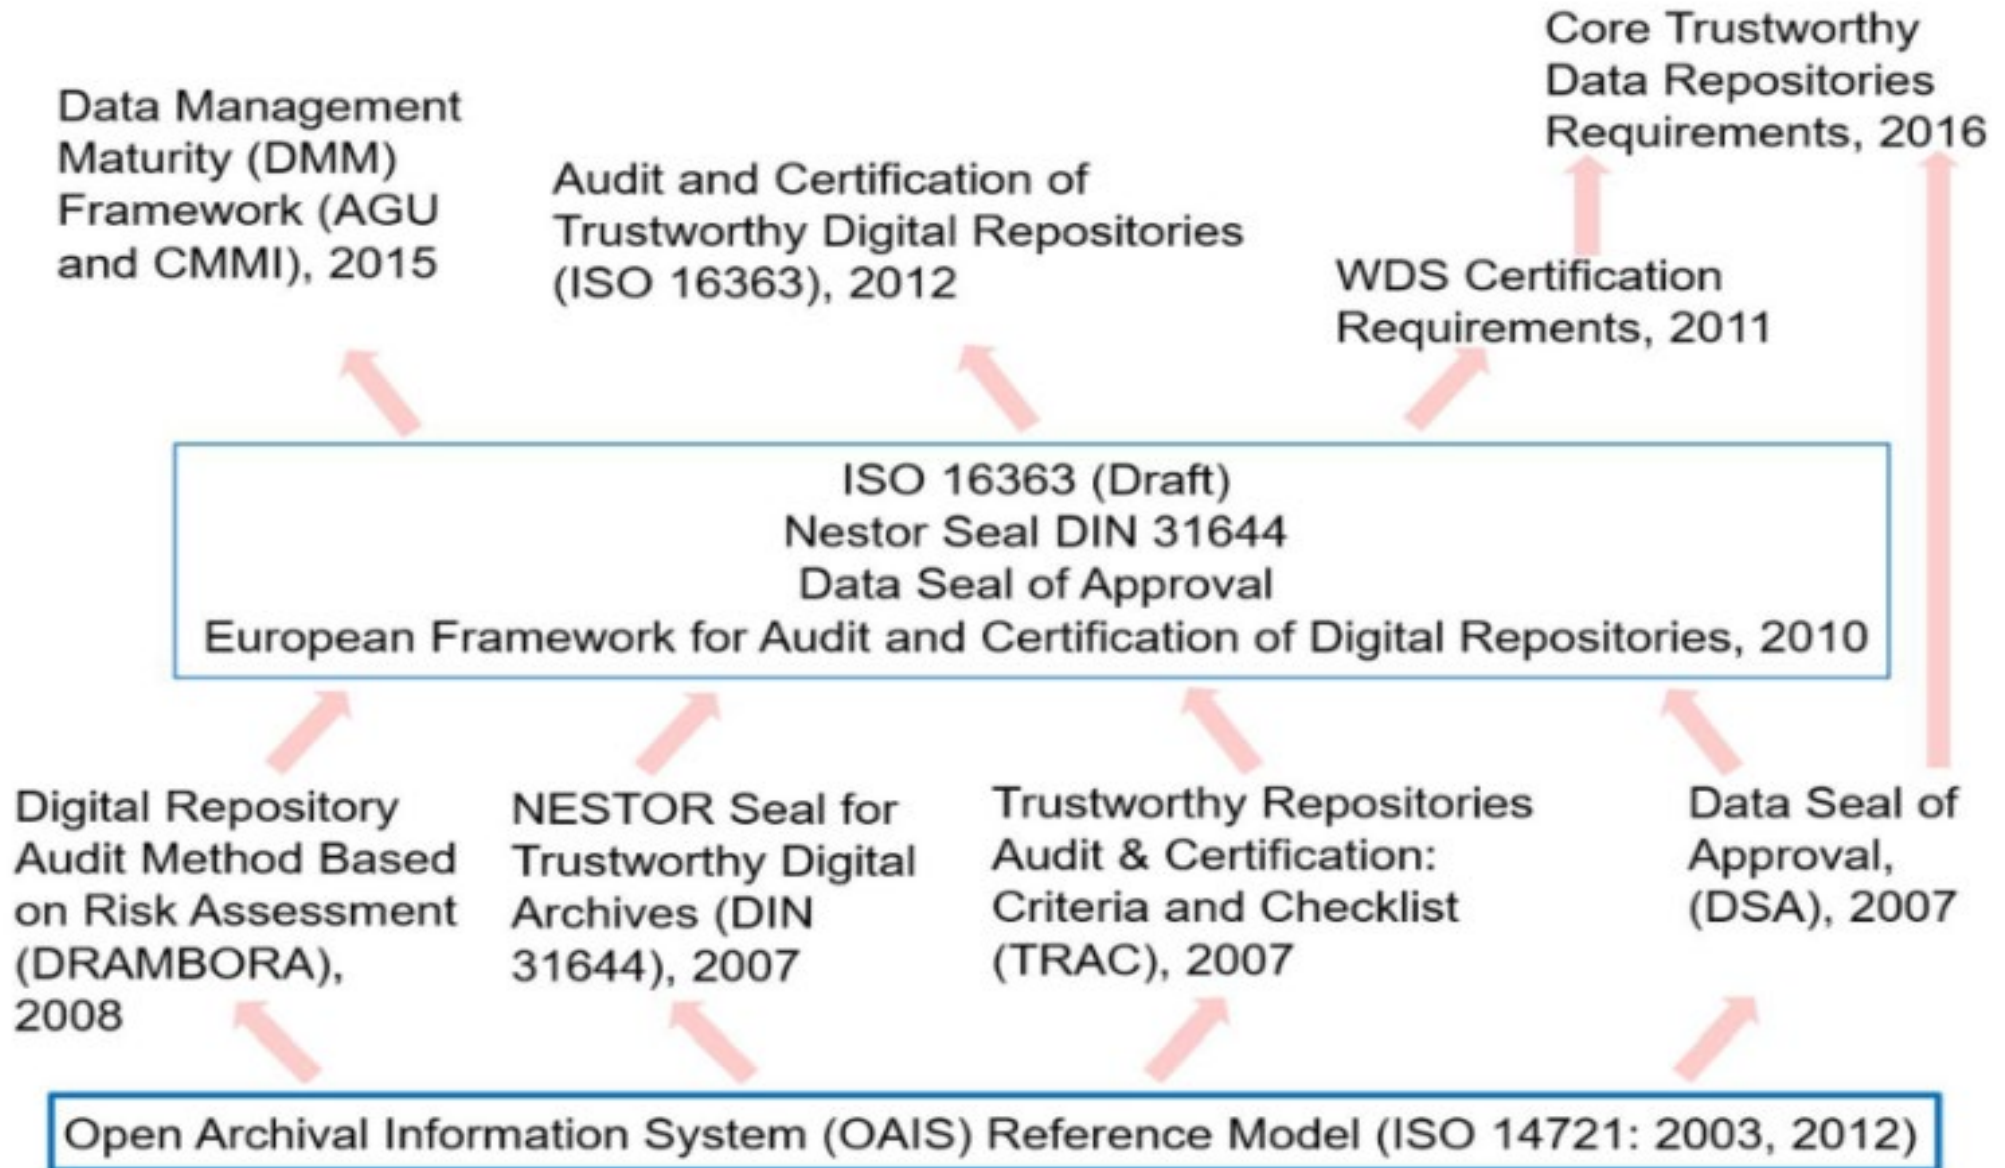 Core Trustworthy
Data Repositories
Requirements, 2016
Data Management
Maturity (DMM)
Framework (AGU
and CMMI), 2015
Audit and Certification of
Trustworthy Digital Repositories
(ISO 16363), 2012
WDS Certification
Requirements, 2011
ISO 16363 (Draft)
Nestor Seal DIN 31644
Data Seal of Approval
European Framework for Audit and Certification of Digital Repositories, 2010
Digital Repository
Audit Method Based
on Risk Assessment
(DRAMBORA),
2008
NESTOR Seal for
Trustworthy Digital
Archives (DIN
31644), 2007
Trustworthy Repositories
Audit & Certification:
Criteria and Checklist
(TRAC), 2007
Data Seal of
Approval,
(DSA), 2007
Open Archival Information System (OAIS) Reference Model (ISO 14721: 2003, 2012)